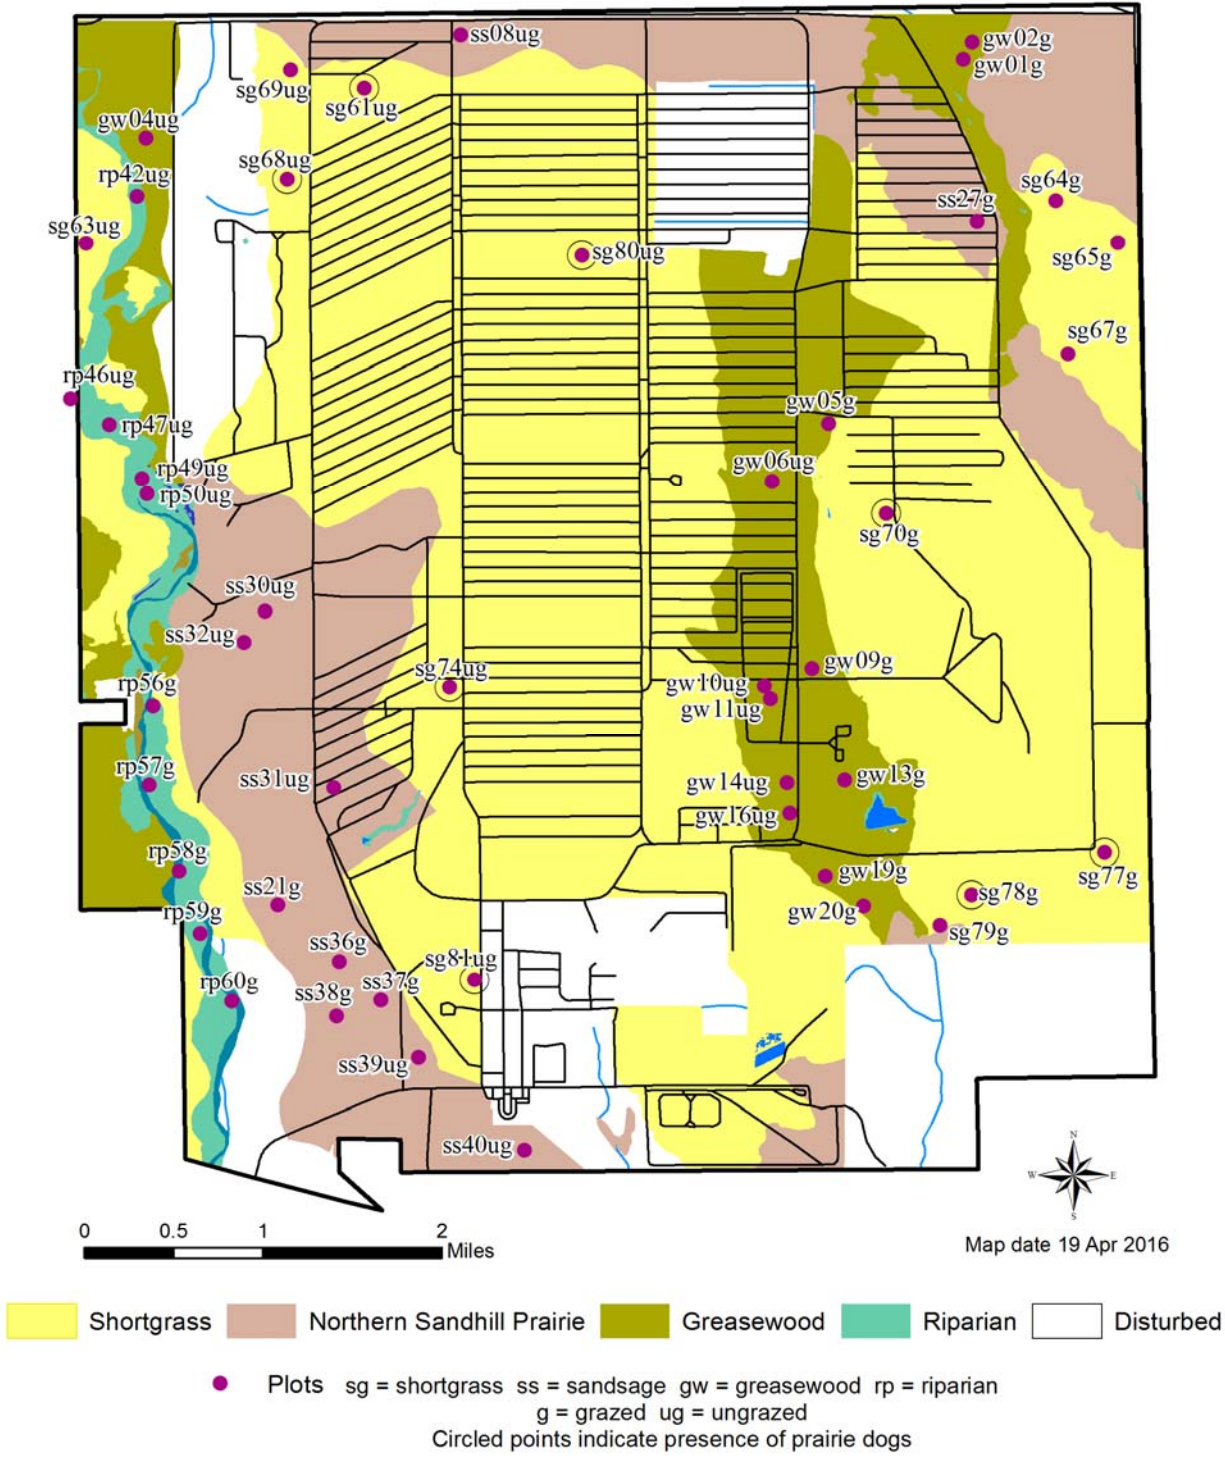 ss08ug
gw02g
gw01g
sg69ug
sg61ug
gw04ug
sg68ug
rp42ug
sg64g
ss27g
sg63ug
sg80ug
sg65g
sg67g
rp46ug
gw05g
rp47ug
gw06ug
rp49ug
rp50ug
sg70g
ss30ug
ss32ug
sg74ug
gw09g
rp56g
gw10ug
gw11ug
rp57g
ss31ug
gw14ug
gw13g
gw16ug
rp58g
sg77g
ss21g
gw19g
sg78g
rp59g
gw20g
sg79g
ss36g
sg81ug
rp60g
ss38g
ss37g
ss39ug
ss40ug
N
W E
S
0 0.5 1 2
Miles
Map date 19 Apr 2016
Shortgrass Northern Sandhill Prairie Greasewood Riparian Disturbed
Plots sg = shortgrass ss = sandsage gw = greasewood rp = riparian
g = grazed ug = ungrazed
Circled points indicate presence of prairie dogs